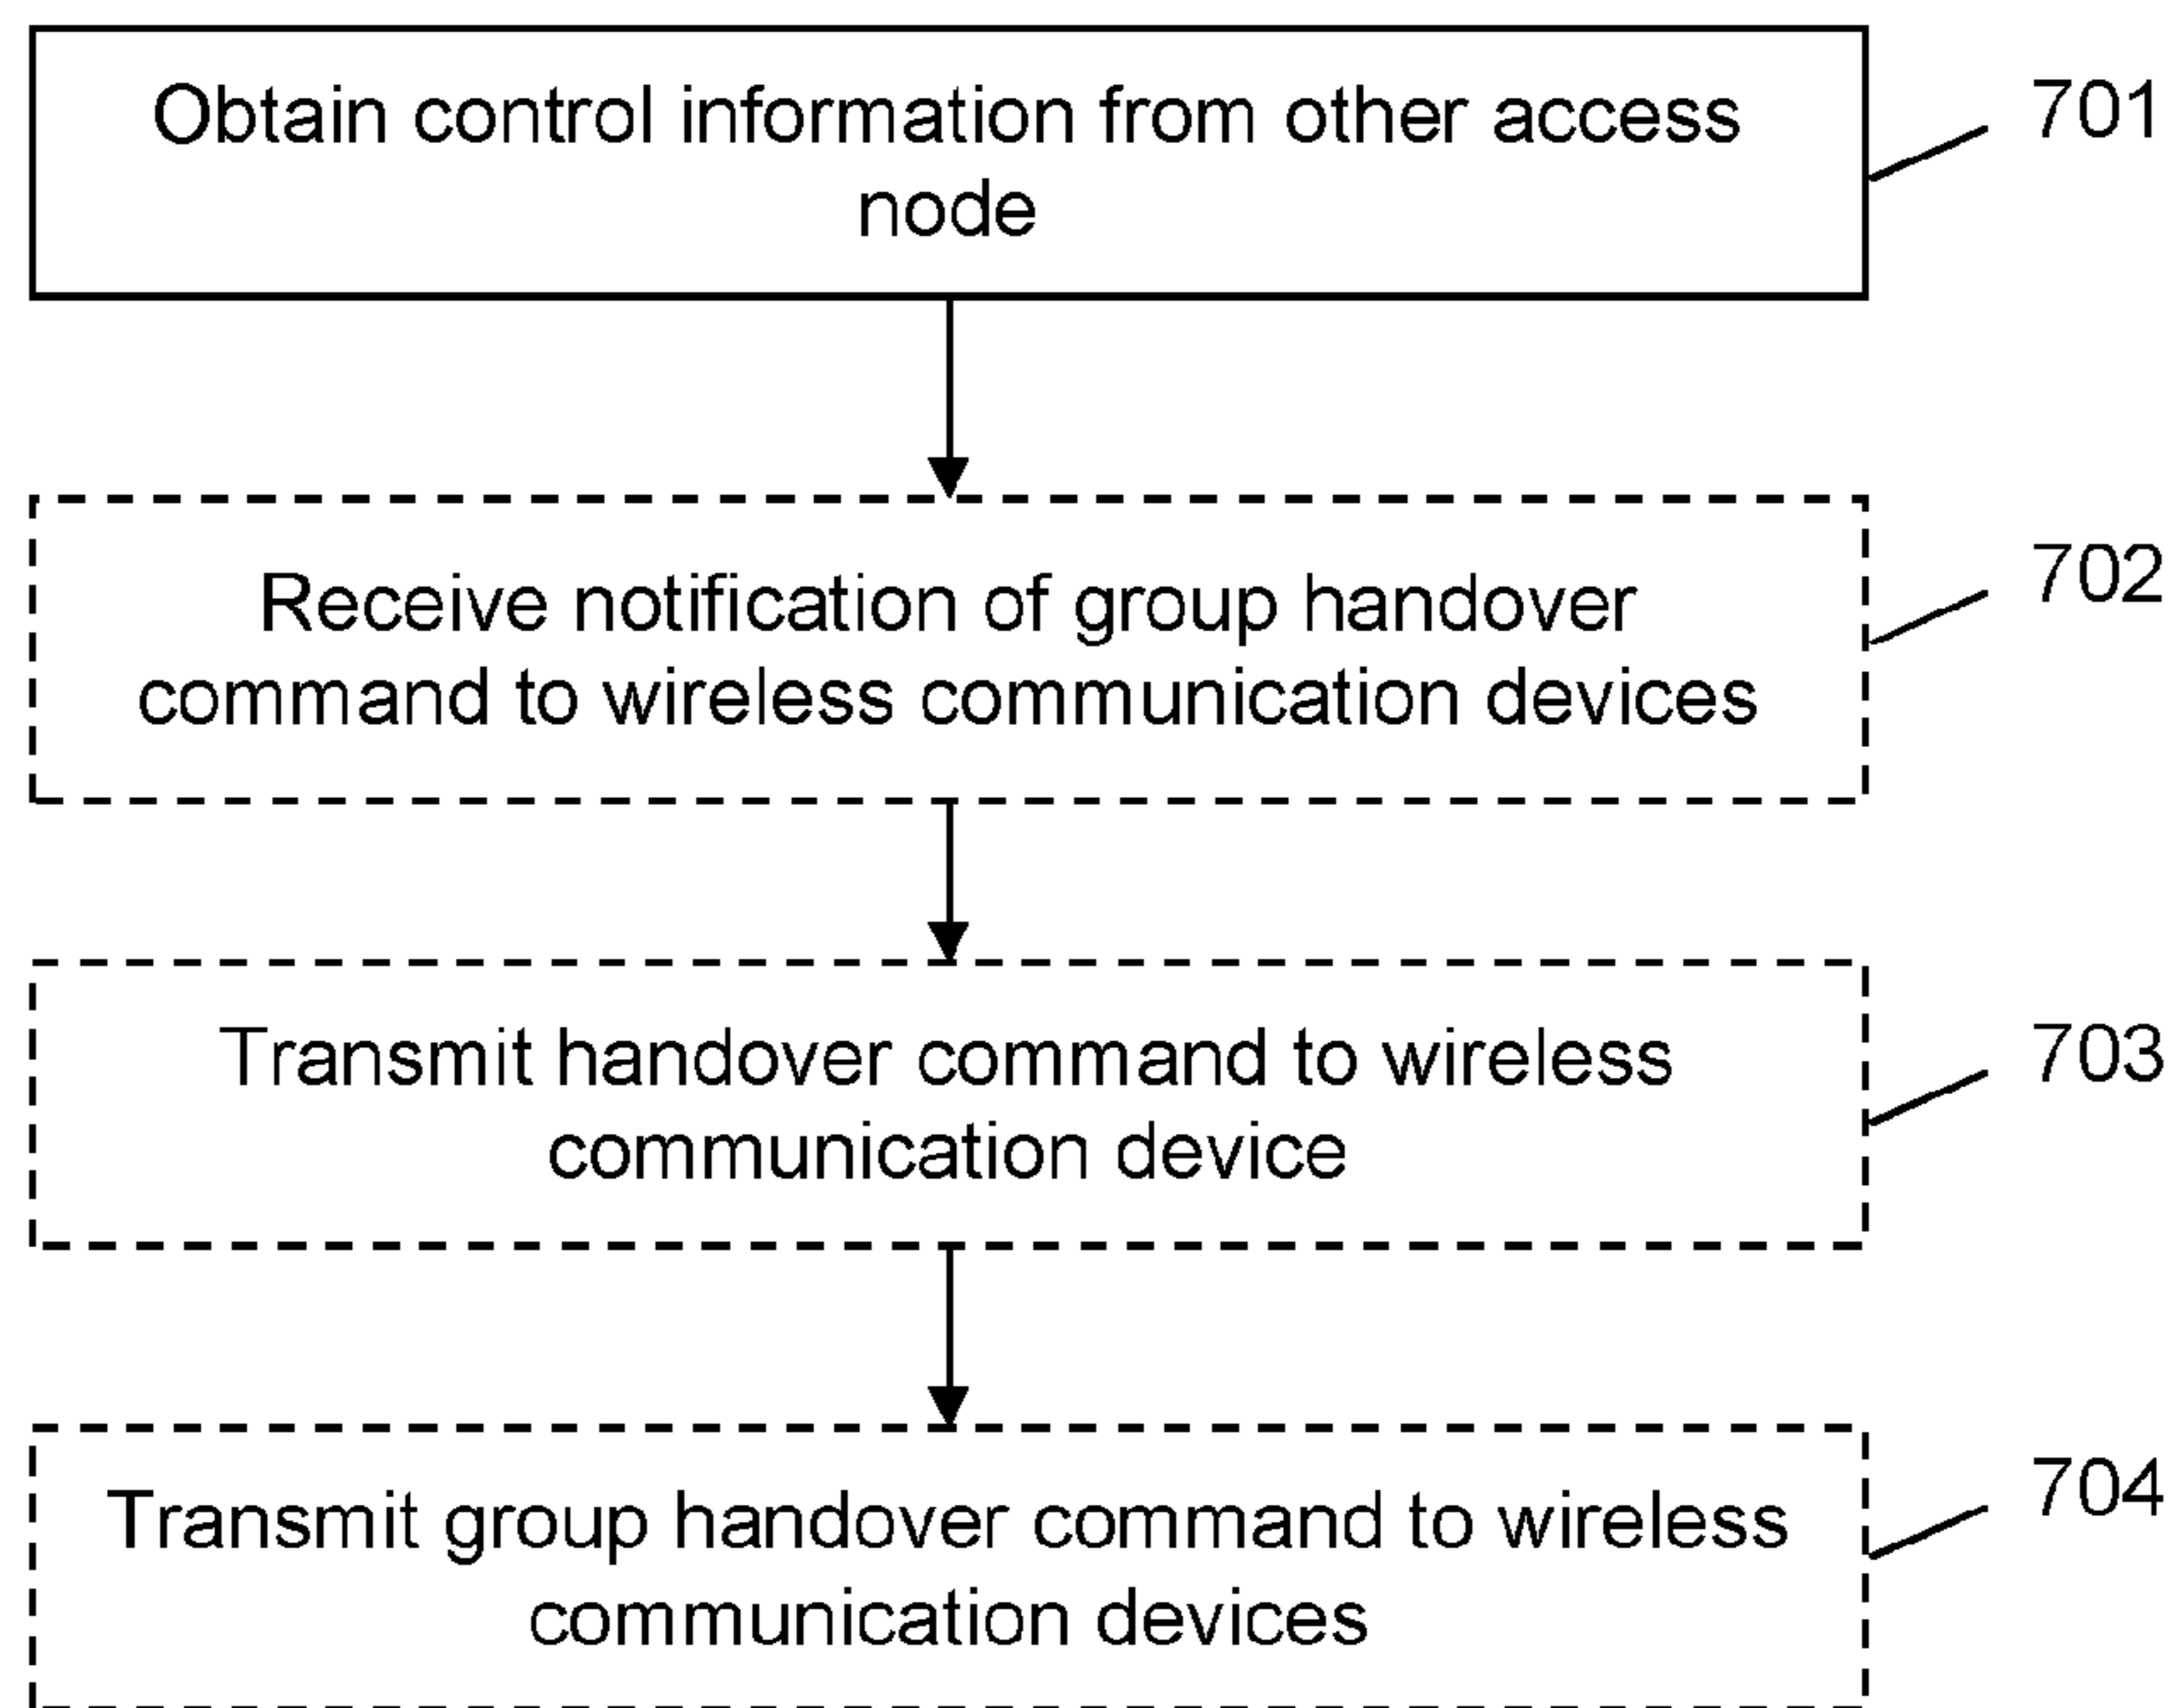 Obtain control information from other access
node
701
Receive notification of group handover
command to wireless communication devices
702
Transmit handover command to wireless
communication device
703
Transmit group handover command to wireless
communication devices
704